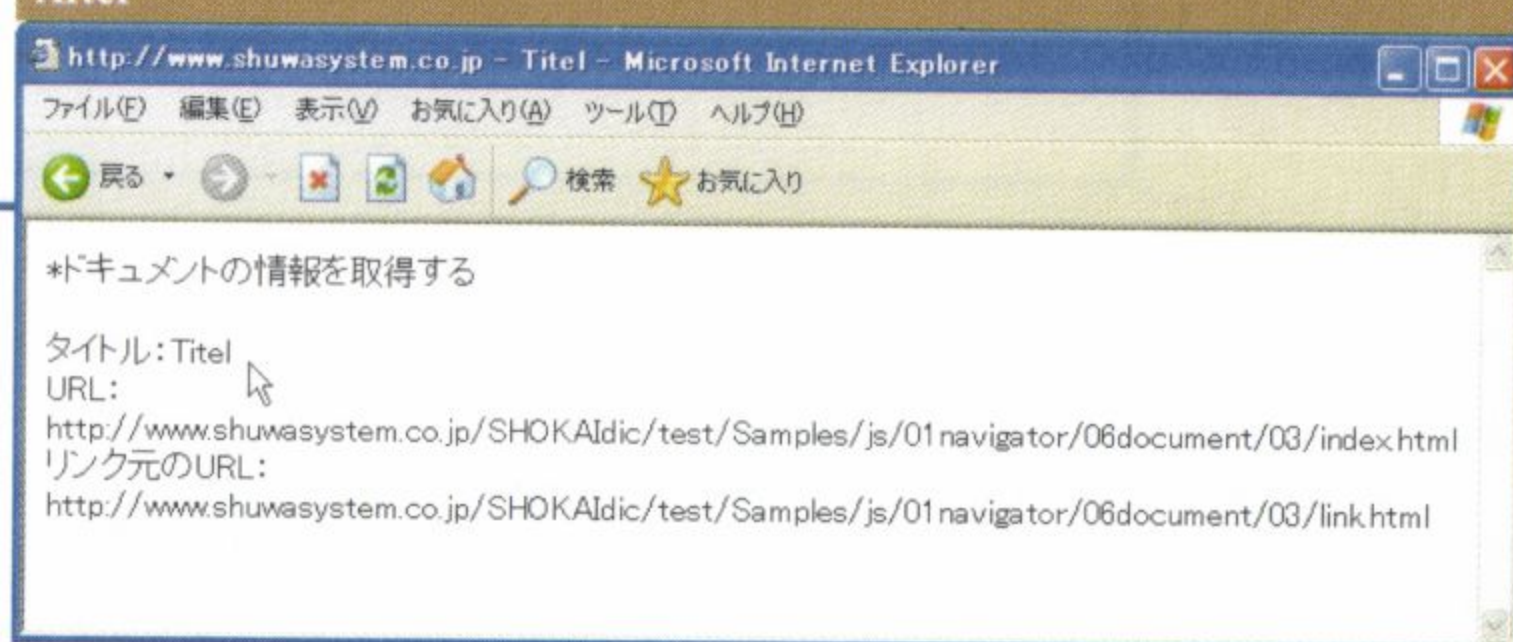 http://www.shuwasystem.co.jp - Titel - Microsoft Internet Explorer
ファイル(F) 編集(E) 表示(V) お気に入り(A) ツール(T) ヘルプ(H)
戻る 検索 お気に入り
*ドキュメントの情報を取得する
タイトル:Titel
URL:
http://www.shuwasystem.co.jp/SHOKAIdic/test/Samples/js/01navigator/06document/03/index.html
リンク元のURL:
http://www.shuwasystem.co.jp/SHOKAIdic/test/Samples/js/01navigator/06document/03/link.html